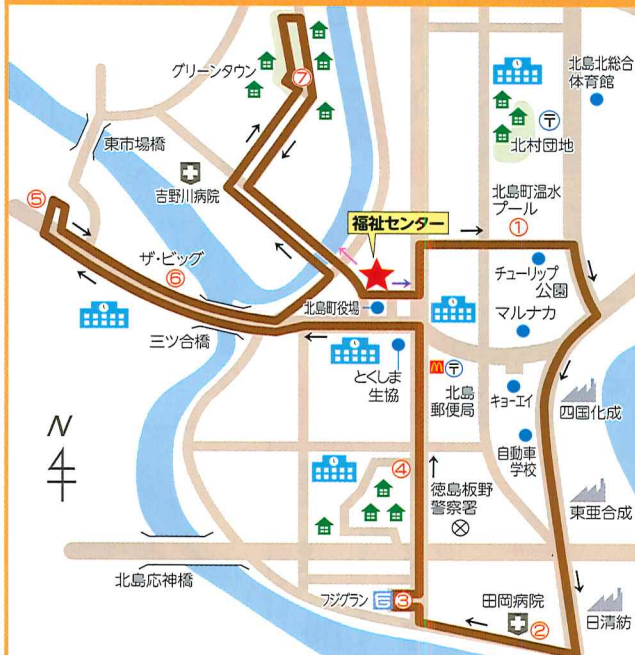 グリーンタウン
⑦
北島北総合
体育館
〒
北村団地
東市場橋
吉野川病院
⑤
北島町温水
プール
①
福祉センター
ザ・ビッグ
⑥
チューリップ
公園
北島町役場
マルナカ
三ツ合橋
とくしま
生協
M
〒
北島
郵便局
キョーエイ
四国化成
N
自動車
学校
④
徳島板野
警察署
東亜合成
北島応神橋
フジグラン
③
田岡病院
②
日清紡